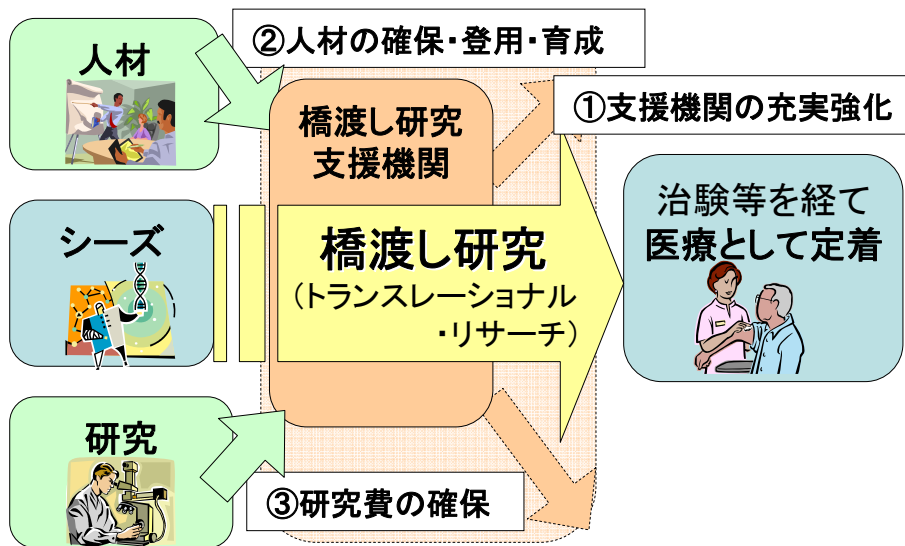 人材
②人材の確保・登用・育成
橋渡し研究
支援機関
①支援機関の充実強化
シーズ
橋渡し研究
(トランスレーショナル
・リサーチ)
治験等を経て
医療として定着
研究
③研究費の確保